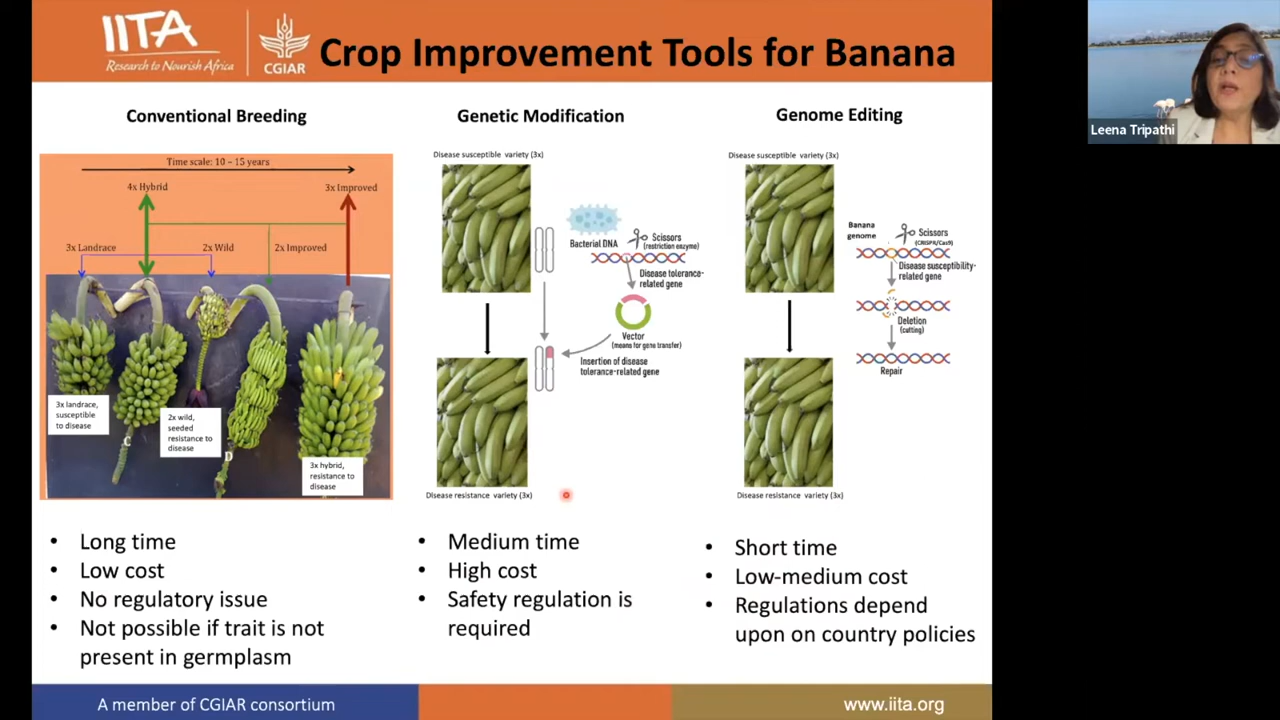 IITA
Research to Nourish Africa
CGIAR
Crop Improvement Tools for Banana
Leena Tripathi
Conventional Breeding
Time scale: 10 – 15 years
4x Hybrid
3x Improved
3x Landrace
2x Wild
2x Improved
3x landrace,
susceptible
to disease
C
2x wild,
seeded
resistance to
disease
D
3x hybrid,
resistance to
disease
Long time
Low cost
No regulatory issue
Not possible if trait is not
present in germplasm
Genetic Modification
Disease susceptible variety (3x)
Bacterial DNA
Scissors
(restriction enzyme)
Disease tolerance-
related gene
Vector
(means for gene transfer)
Insertion of disease
tolerance-related gene
Disease resistance variety (3x)
Medium time
High cost
Safety regulation is
required
Genome Editing
Disease susceptible variety (3x)
Banana
genome
Scissors
(CRISPR/Cas9)
Disease susceptibility-
related gene
Deletion
(cutting)
Repair
Disease resistance variety (3x)
Short time
Low-medium cost
Regulations depend
upon on country policies
A member of CGIAR consortium
www.iita.org